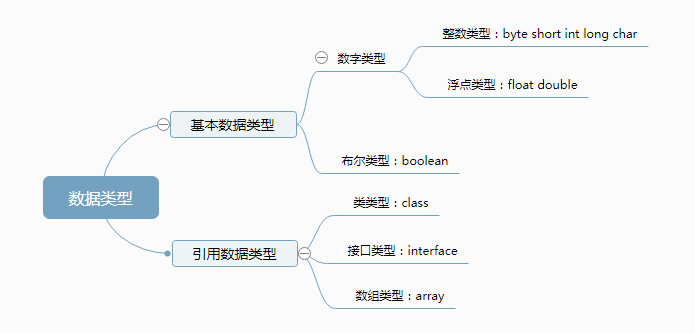 数据类型
基本数据类型
数字类型
整数类型：byte short int long char
浮点类型：float double
布尔类型：boolean
引用数据类型
类类型：class
接口类型：interface
数组类型：array